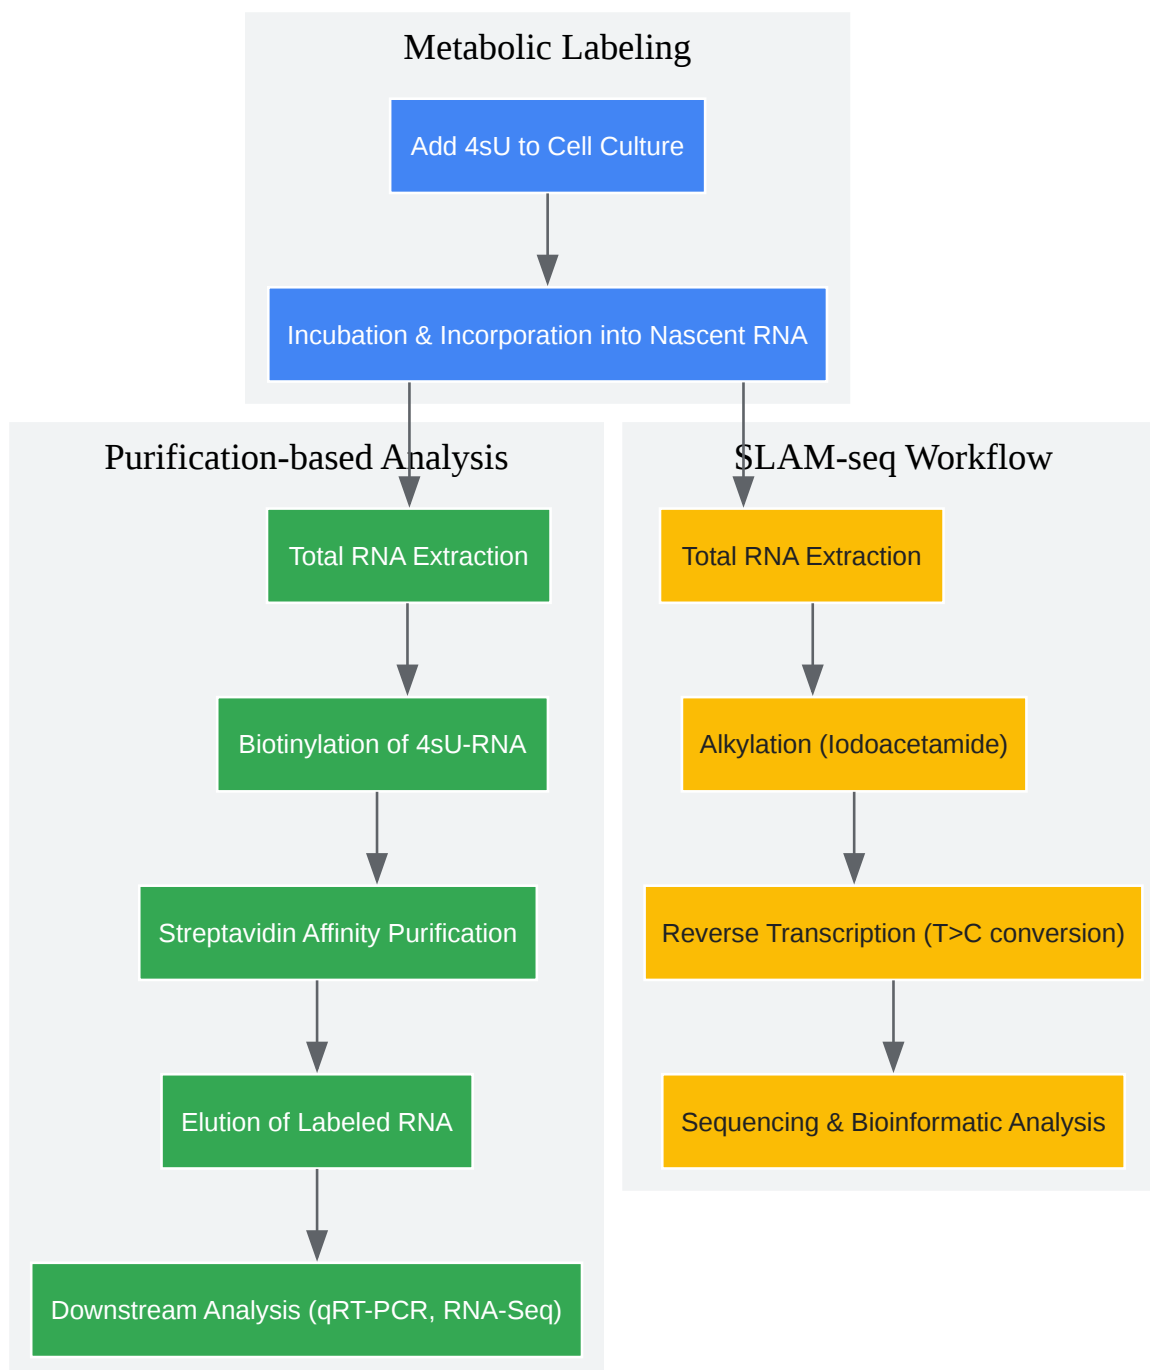 Metabolic Labeling
Add 4sU to Cell Culture
Incubation & Incorporation into Nascent RNA
Purification-based Analysis
Total RNA Extraction
Biotinylation of 4sU-RNA
Streptavidin Affinity Purification
Elution of Labeled RNA
Downstream Analysis (qRT-PCR, RNA-Seq)
SLAM-seq Workflow
Total RNA Extraction
Alkylation (Iodoacetamide)
Reverse Transcription (T>C conversion)
Sequencing & Bioinformatic Analysis